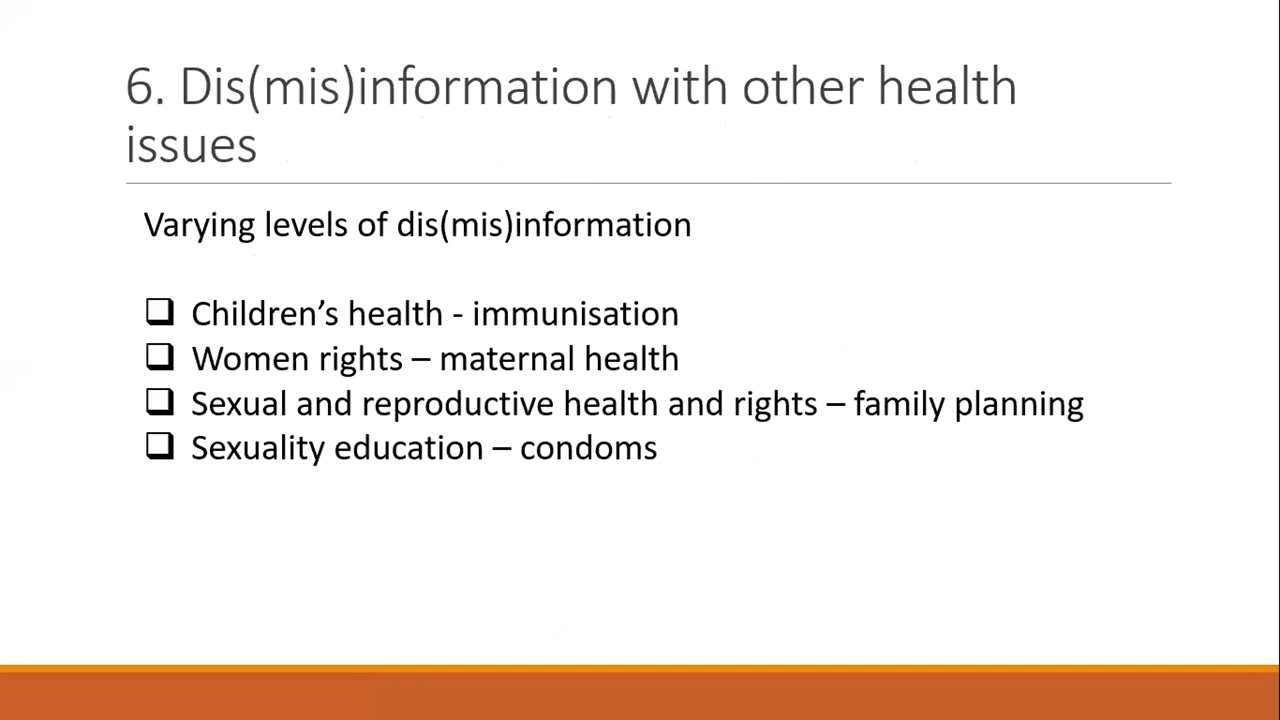 6. Dis(mis)information with other health
issues
Varying levels of dis(mis)information
❑ Children’s health - immunisation
❑ Women rights – maternal health
❑ Sexual and reproductive health and rights – family planning
❑ Sexuality education – condoms